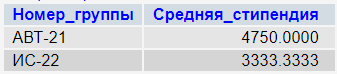 Номер_группы Средняя_стипендия
АВТ-21 4750.0000
ИС-22 3333.3333